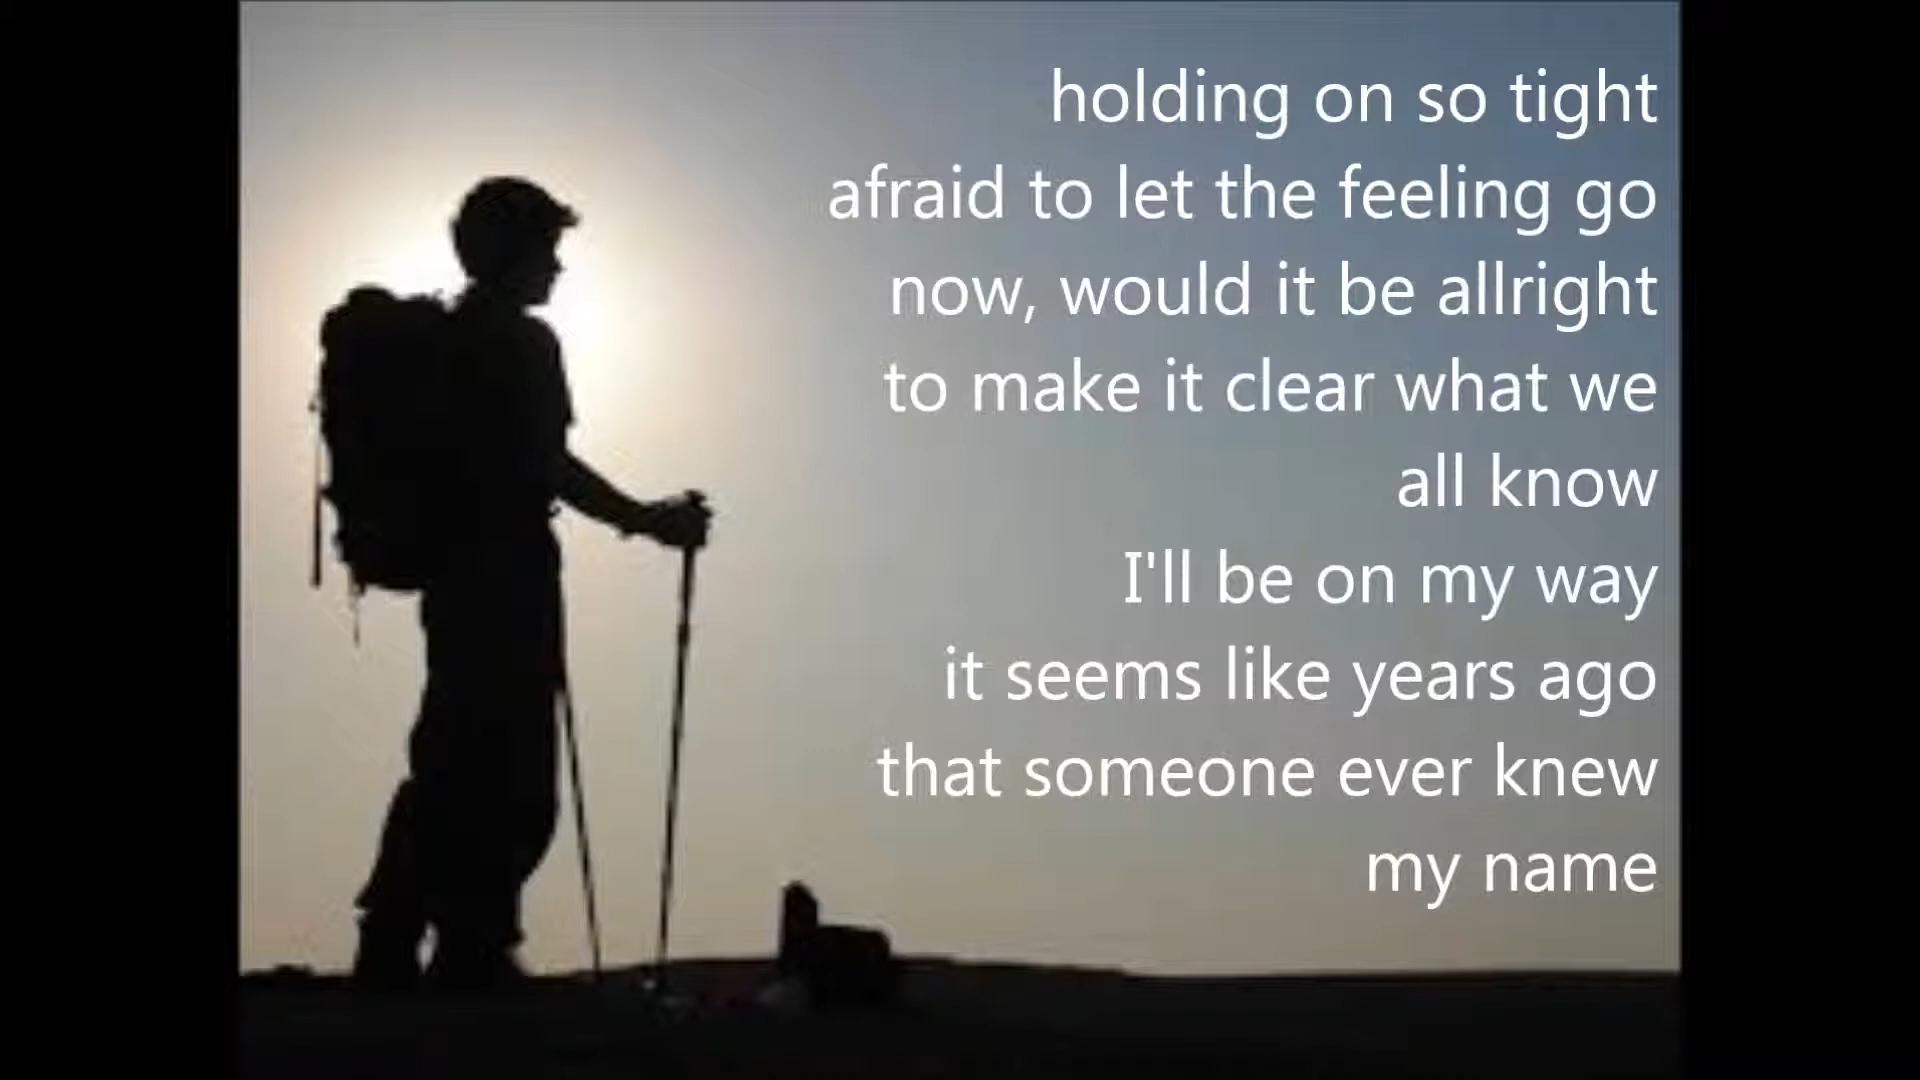 holding on so tight
afraid to let the feeling go
now, would it be allright
to make it clear what we
all know
I'll be on my way
it seems like years ago
that someone ever knew
my name